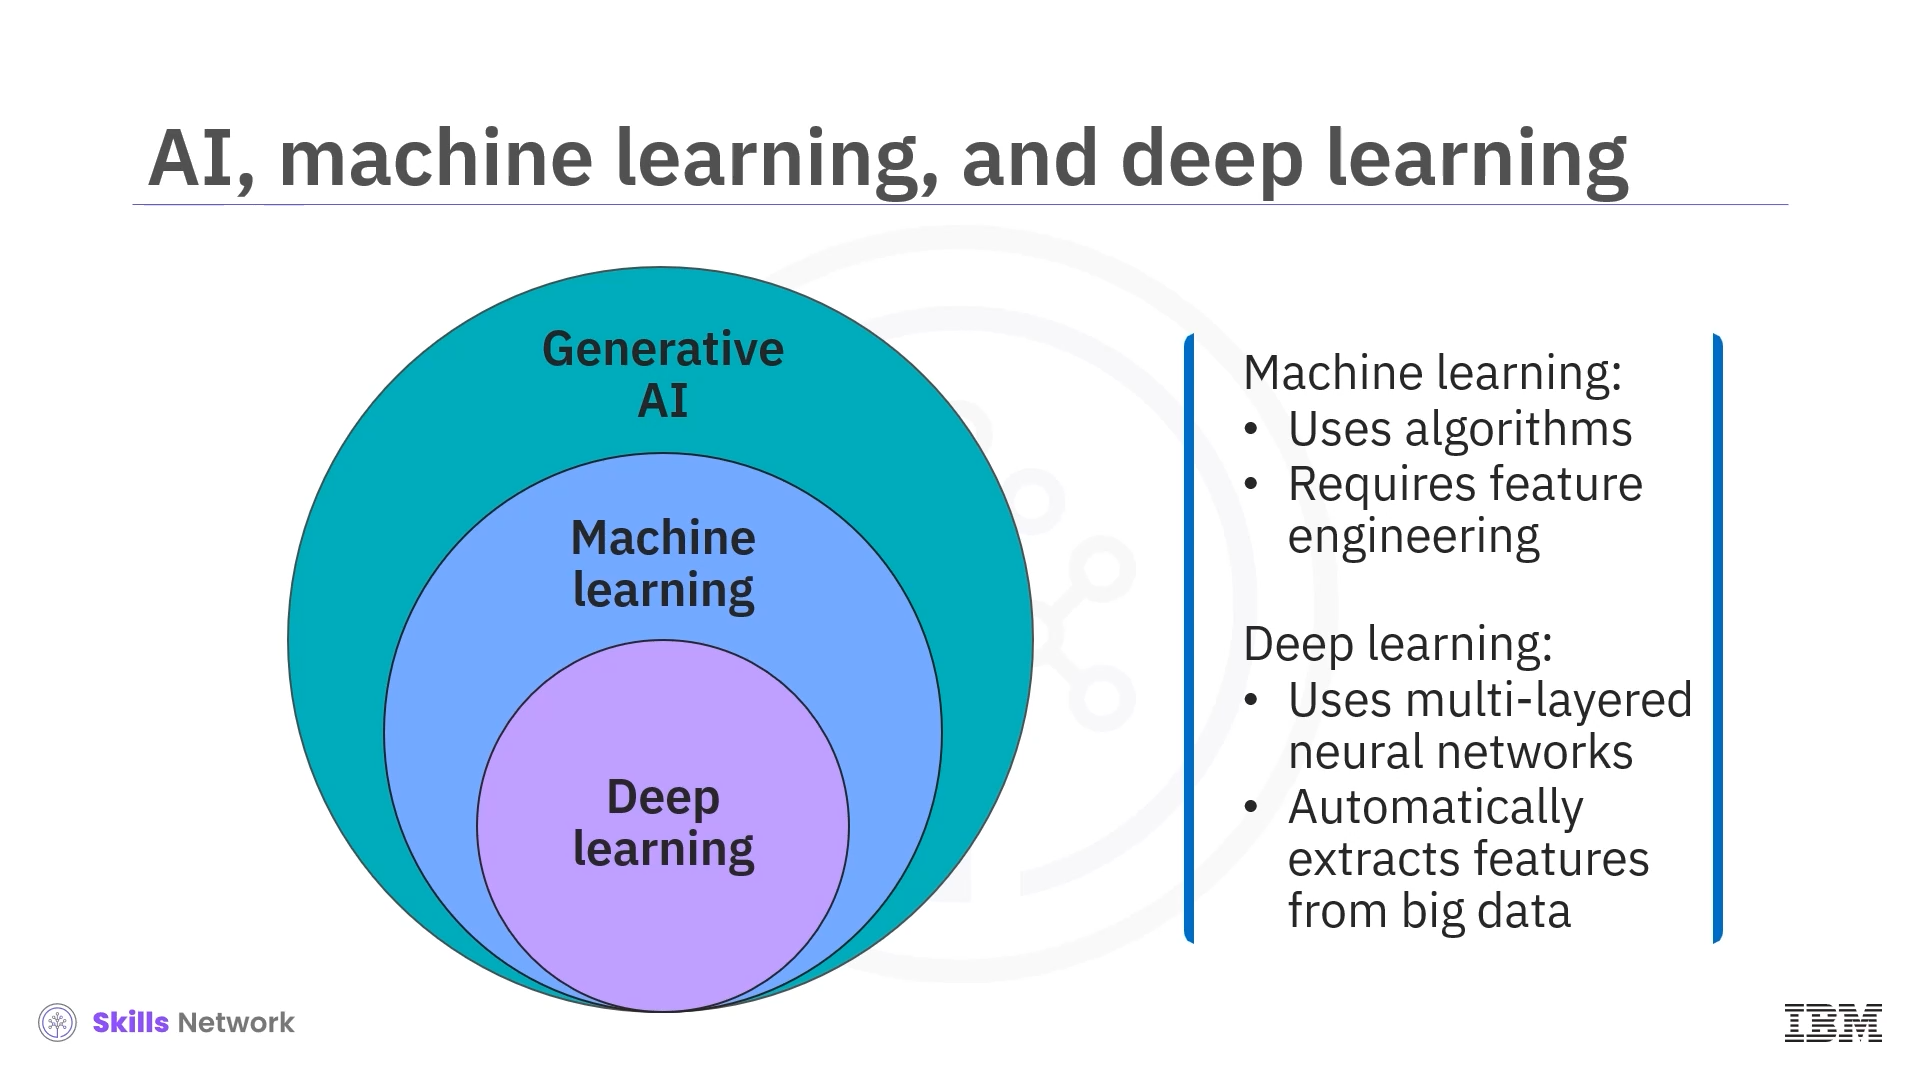 AI, machine learning, and deep learning
Generative
AI
Machine
learning
Deep
learning
Machine learning:
• Uses algorithms
• Requires feature
engineering
Deep learning:
• Uses multi-layered
neural networks
• Automatically
extracts features
from big data
Skills Network
IBM